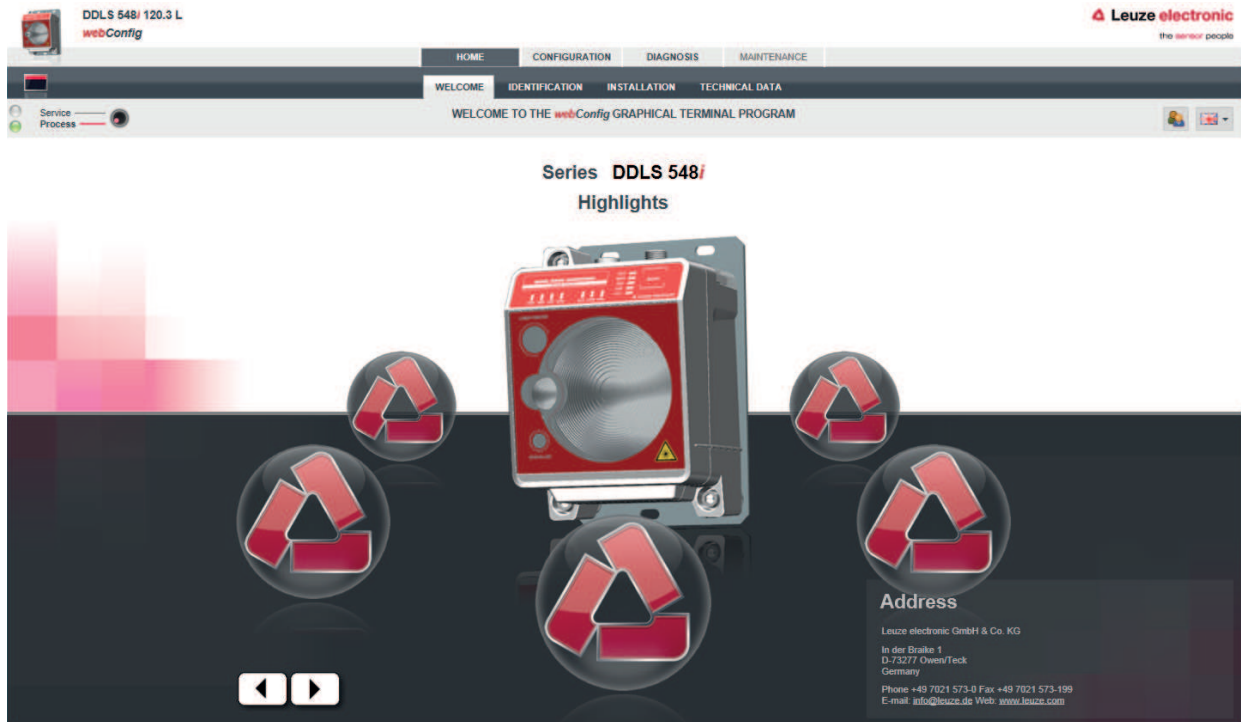 DDLS 548i 120.3 L
webConfig
Leuze electronic
the sensor people
HOME CONFIGURATION DIAGNOSIS MAINTENANCE
WELCOME IDENTIFICATION INSTALLATION TECHNICAL DATA
Service
Process
WELCOME TO THE webConfig GRAPHICAL TERMINAL PROGRAM
Series DDLS 548i
Highlights
Address
Leuze electronic GmbH & Co. KG
In der Braike 1
D-73277 Owen/Teck
Germany
Phone +49 7021 573-0 Fax +49 7021 573-199
E-mail: info@leuze.de Web: www.leuze.com